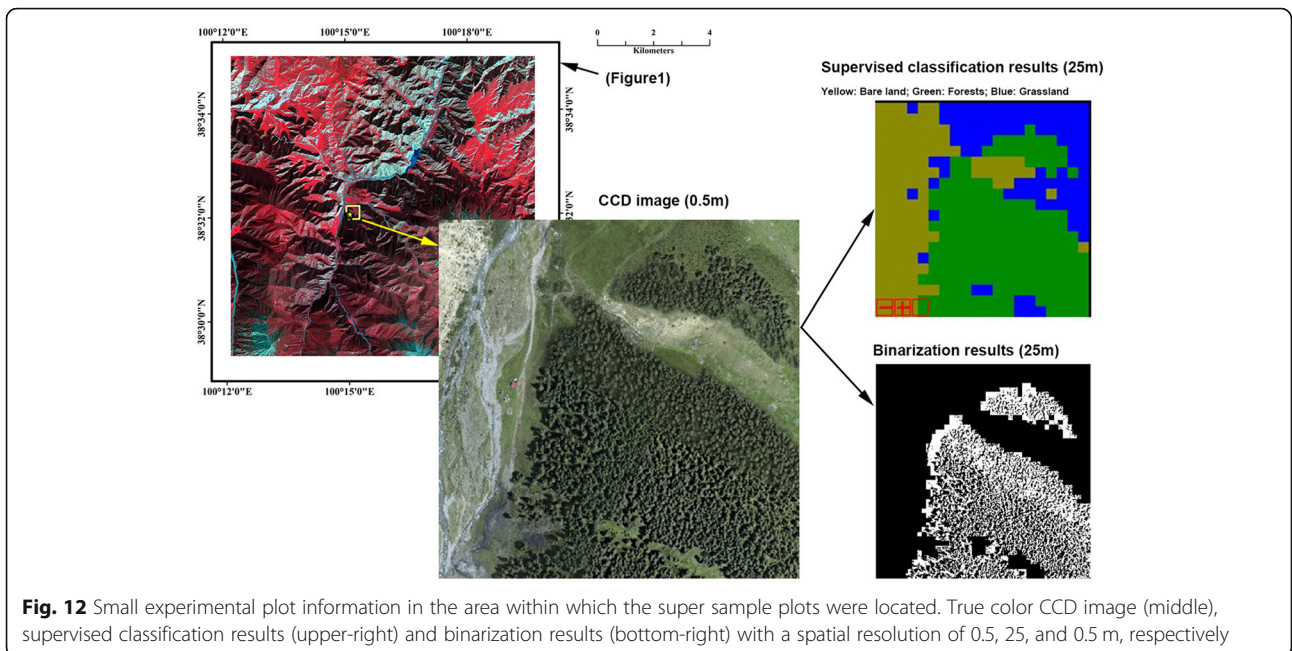 100°12'0"E 100°15'0"E 100°18'0"E
0 2 4
Kilometers
(Figure1)
38°34'0"N
38°34'0"N
38°32'0"N
32'0"N
38°30'0"N
100°12'0"E 100°15'0"E
CCD image (0.5m)
Supervised classification results (25m)
Yellow: Bare land; Green: Forests; Blue: Grassland
Binarization results (25m)
Fig. 12 Small experimental plot information in the area within which the super sample plots were located. True color CCD image (middle),
supervised classification results (upper-right) and binarization results (bottom-right) with a spatial resolution of 0.5, 25, and 0.5 m, respectively